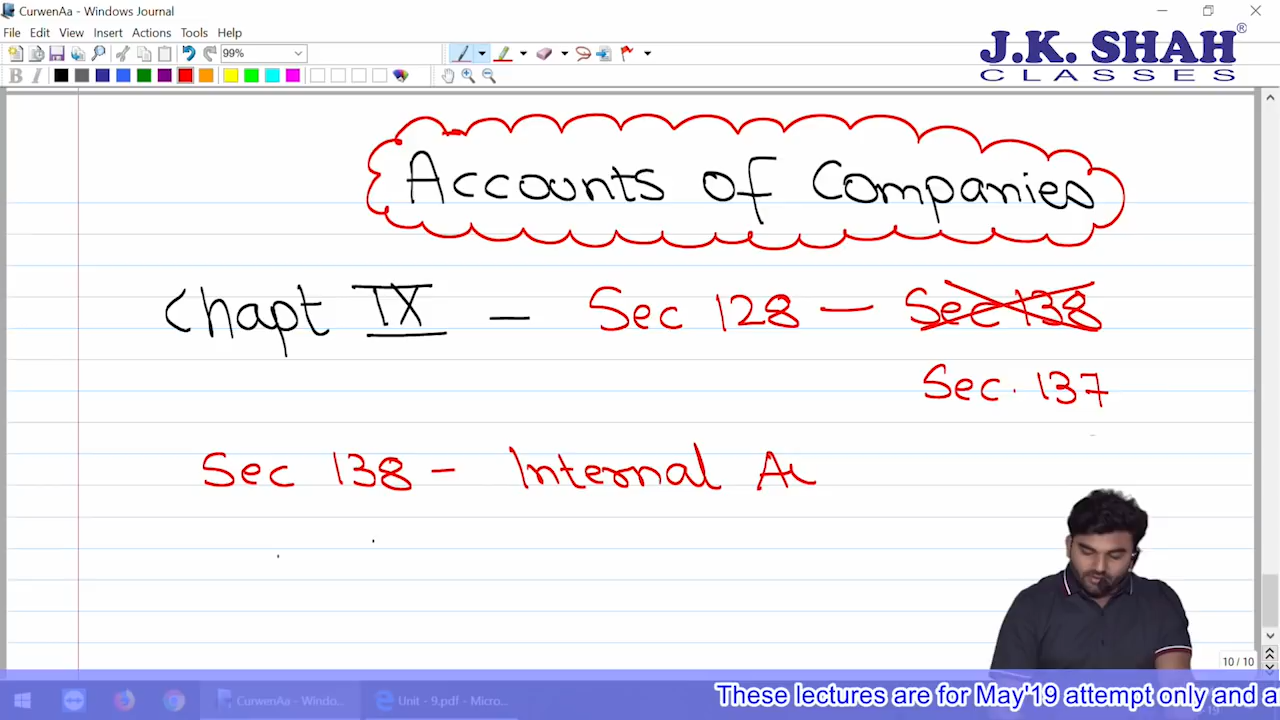 CurwenAa - Windows Journal
File Edit View Insert Actions Tools Help
99%
J.K. SHAH®
CLASSES
Accounts of Companies
Chapt IX - Sec 128 - Sec 138
Sec. 137
Sec 138 - Internal Au
10 / 10
CurwenAa - Windo... Unit - 9.pdf - Micro...
These lectures are for May'19 attempt only and a